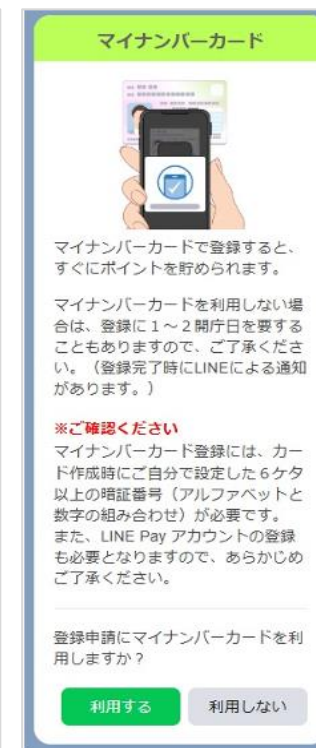 マイナンバーカード
マイナンバーカードで登録すると、
すぐにポイントを貯められます。
マイナンバーカードを利用しない場
合は、登録に１～２開庁日を要する
こともありますので、ご了承くださ
い。（登録完了時にLINEによる通知
があります。）
※ご確認ください
マイナンバーカード登録には、カー
ド作成時にご自分で設定した６ケタ
以上の暗証番号（アルファベットと
数字の組み合わせ）が必要です。
また、LINE Pay アカウントの登録
も必要となりますので、あらかじめ
ご了承ください。
登録申請にマイナンバーカードを利
用しますか？
利用する 利用しない